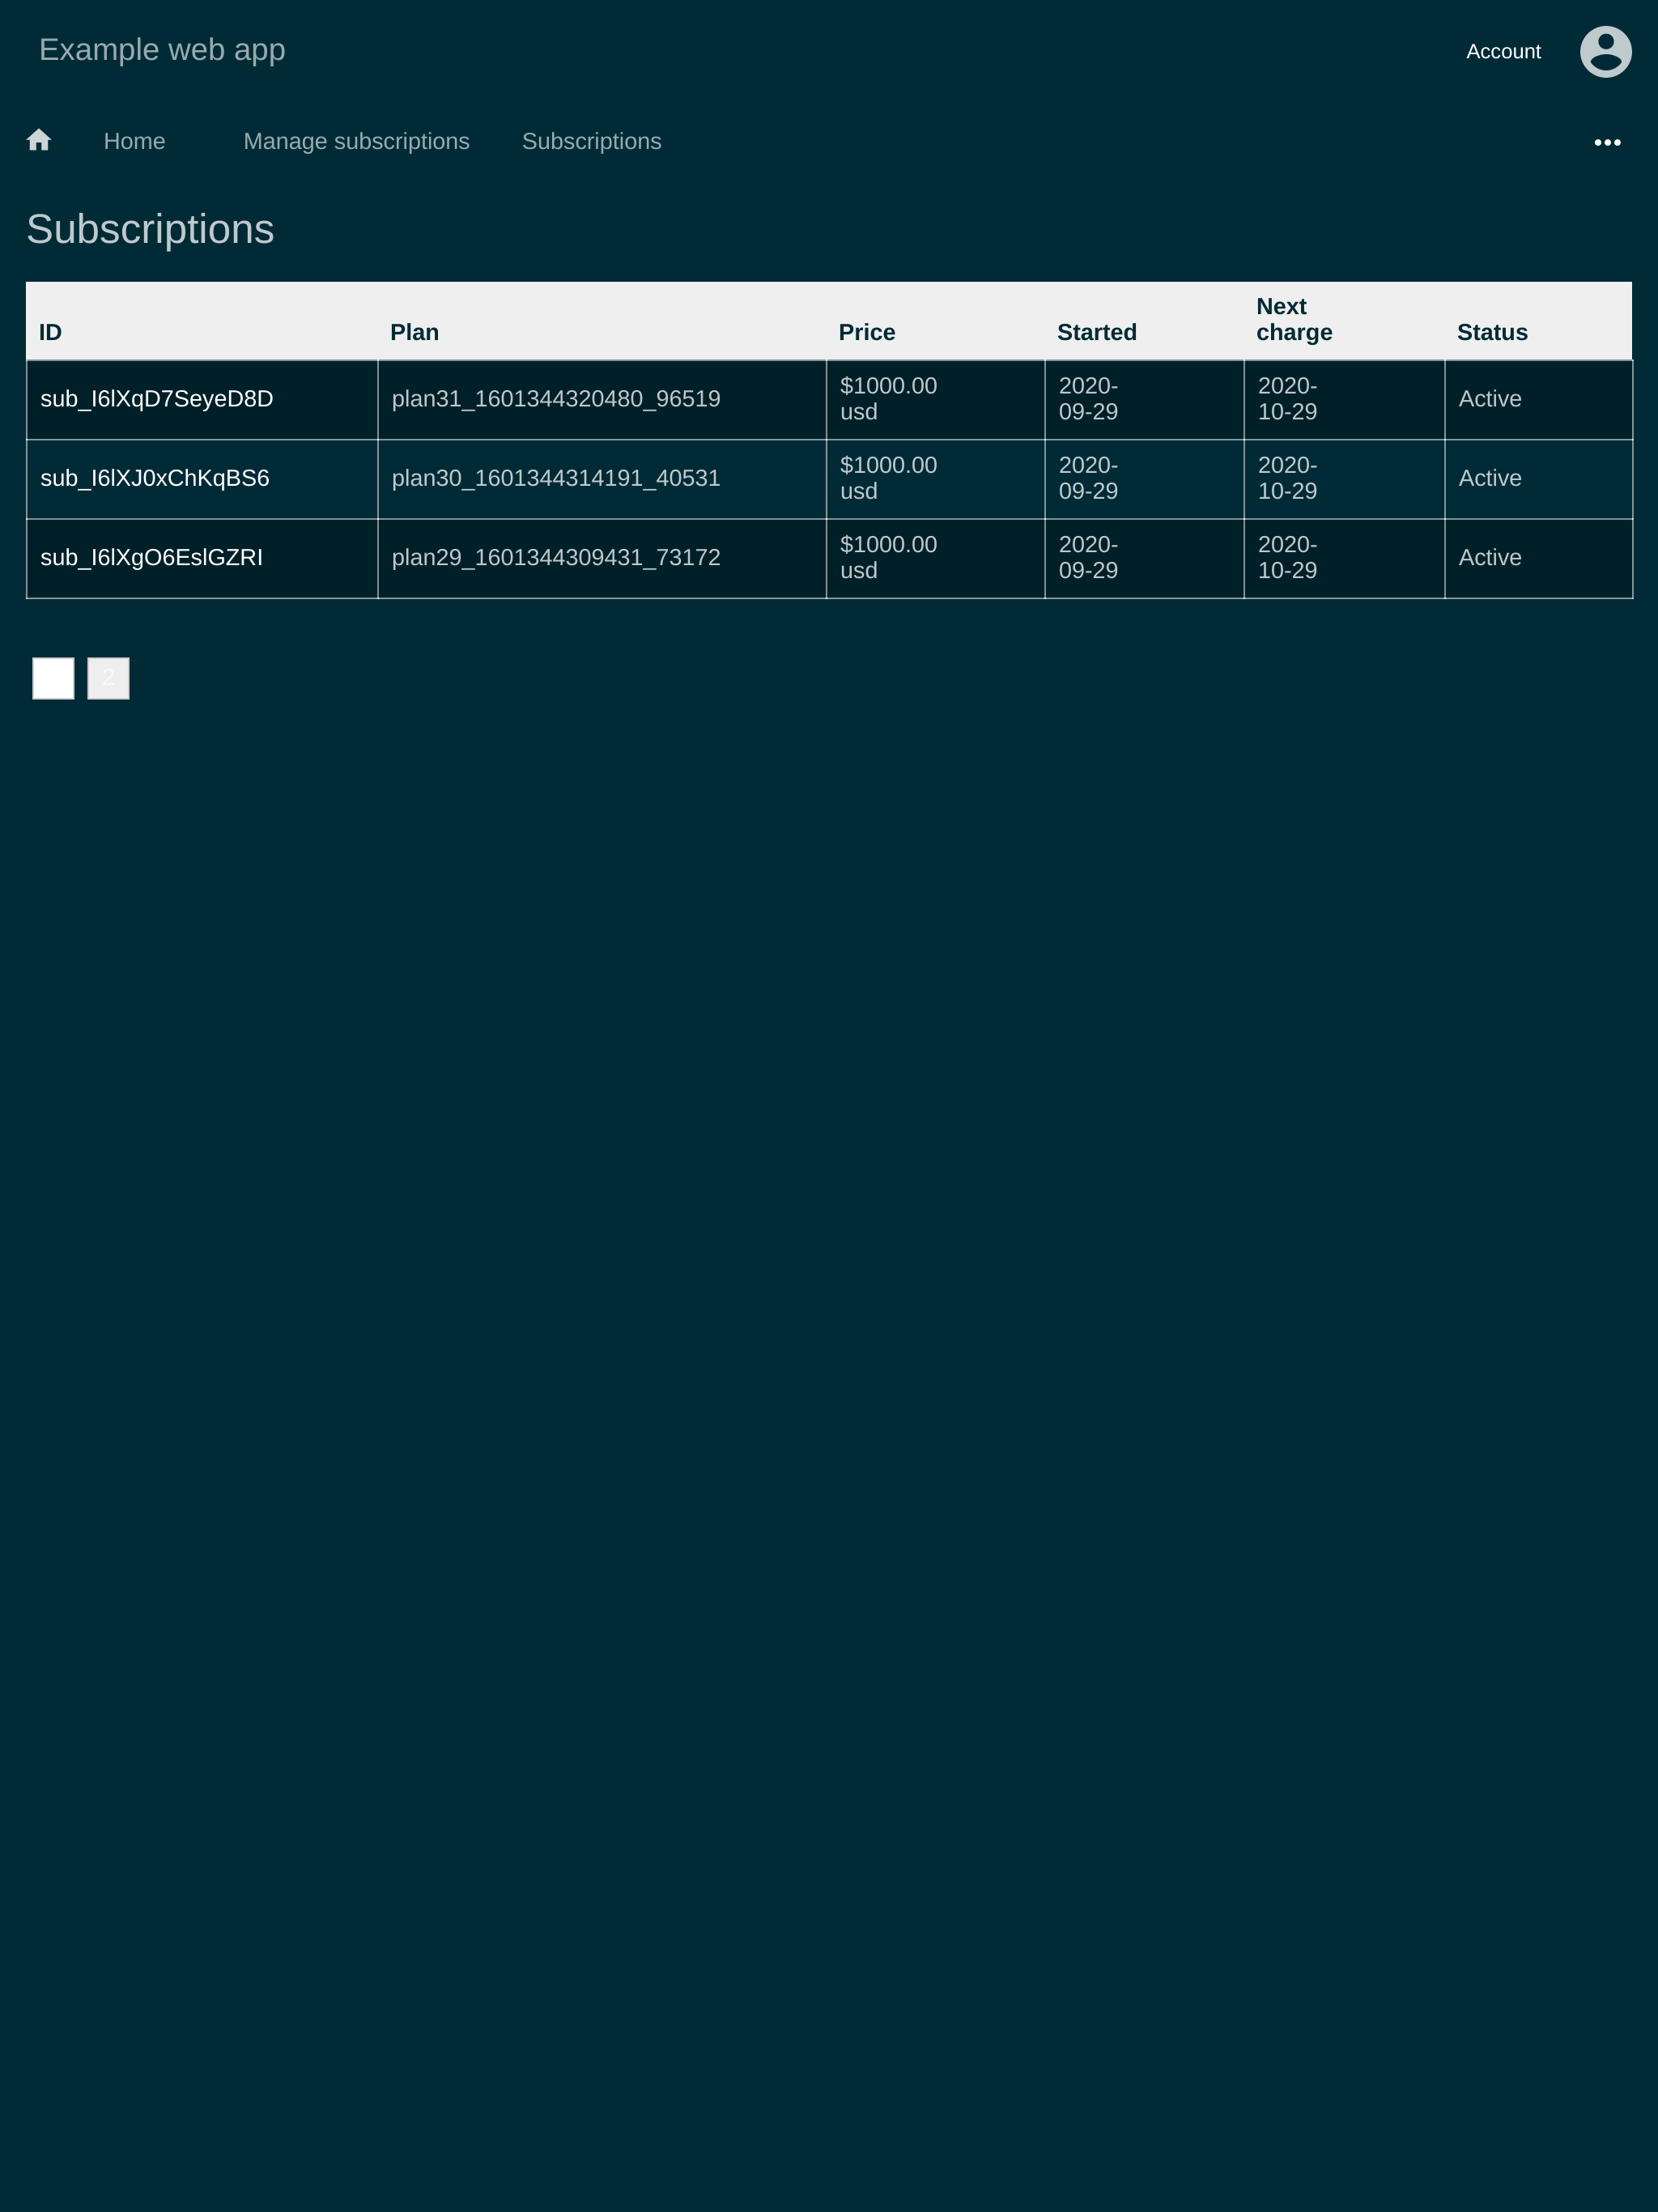 Example web app
Account
Home
Manage subscriptions
Subscriptions
Subscriptions
ID
Plan
Price
Started
Next
charge
Status
sub_I6lXqD7SeyeD8D
plan31_1601344320480_96519
$1000.00
usd
2020-
09-29
2020-
10-29
Active
sub_I6lXJ0xChKqBS6
plan30_1601344314191_40531
$1000.00
usd
2020-
09-29
2020-
10-29
Active
sub_I6lXgO6EslGZRI
plan29_1601344309431_73172
$1000.00
usd
2020-
09-29
2020-
10-29
Active
2